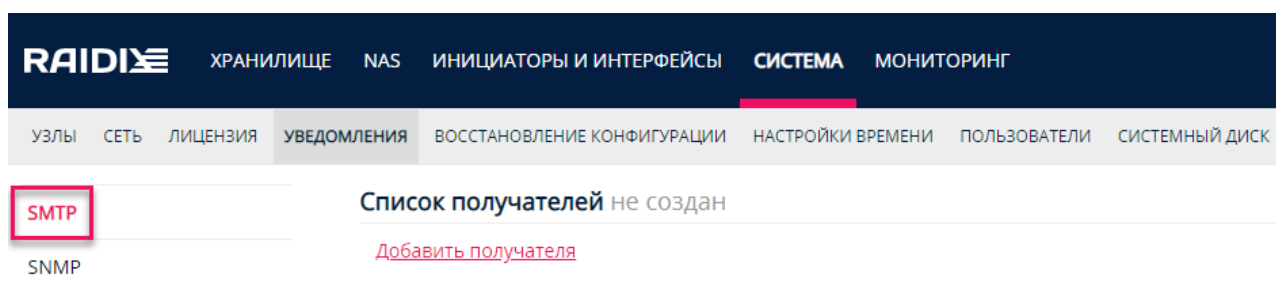 RAIDIX ХРАНИЛИЩЕ NAS ИНИЦИАТОРЫ И ИНТЕРФЕЙСЫ СИСТЕМА МОНИТОРИНГ
УЗЛЫ СЕТЬ ЛИЦЕНЗИЯ УВЕДОМЛЕНИЯ ВОССТАНОВЛЕНИЕ КОНФИГУРАЦИИ НАСТРОЙКИ ВРЕМЕНИ ПОЛЬЗОВАТЕЛИ СИСТЕМНЫЙ ДИСК
SMTP
SNMP
Список получателей не создан
Добавить получателя